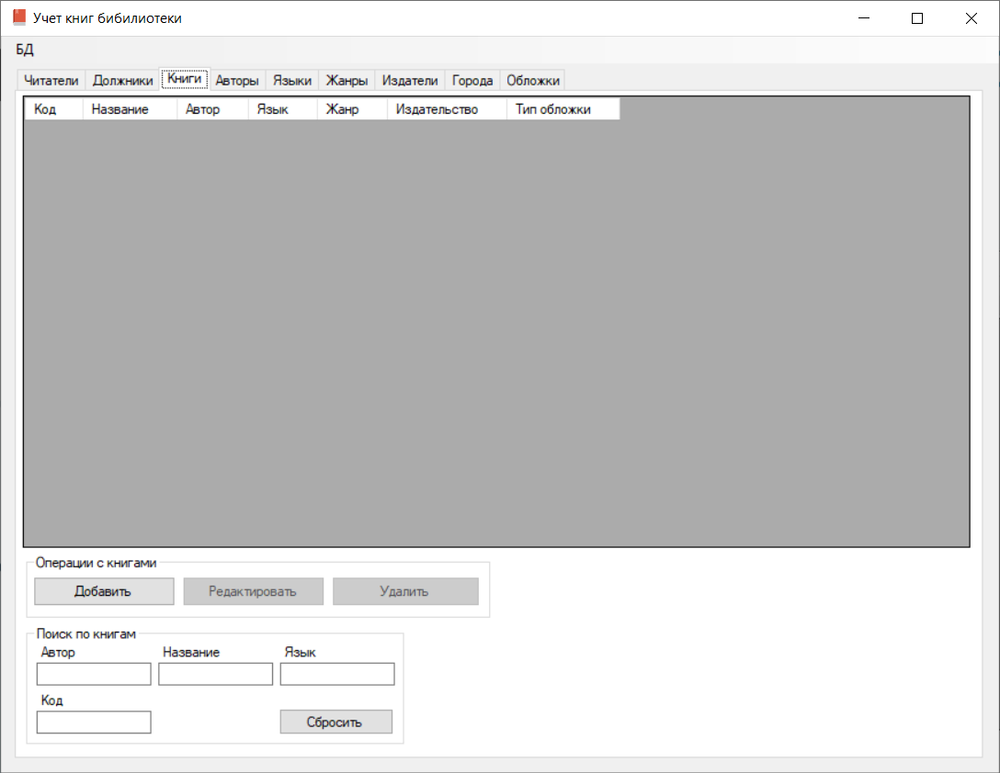 Учет книг бибилиотеки
БД
Читатели Должники Книги Авторы Языки Жанры Издатели Города Обложки
Код Название Автор Язык Жанр Издательство Тип обложки
Операции с книгами
Добавить Редактировать Удалить
Поиск по книгам
Автор Название Язык
Код
Сбросить